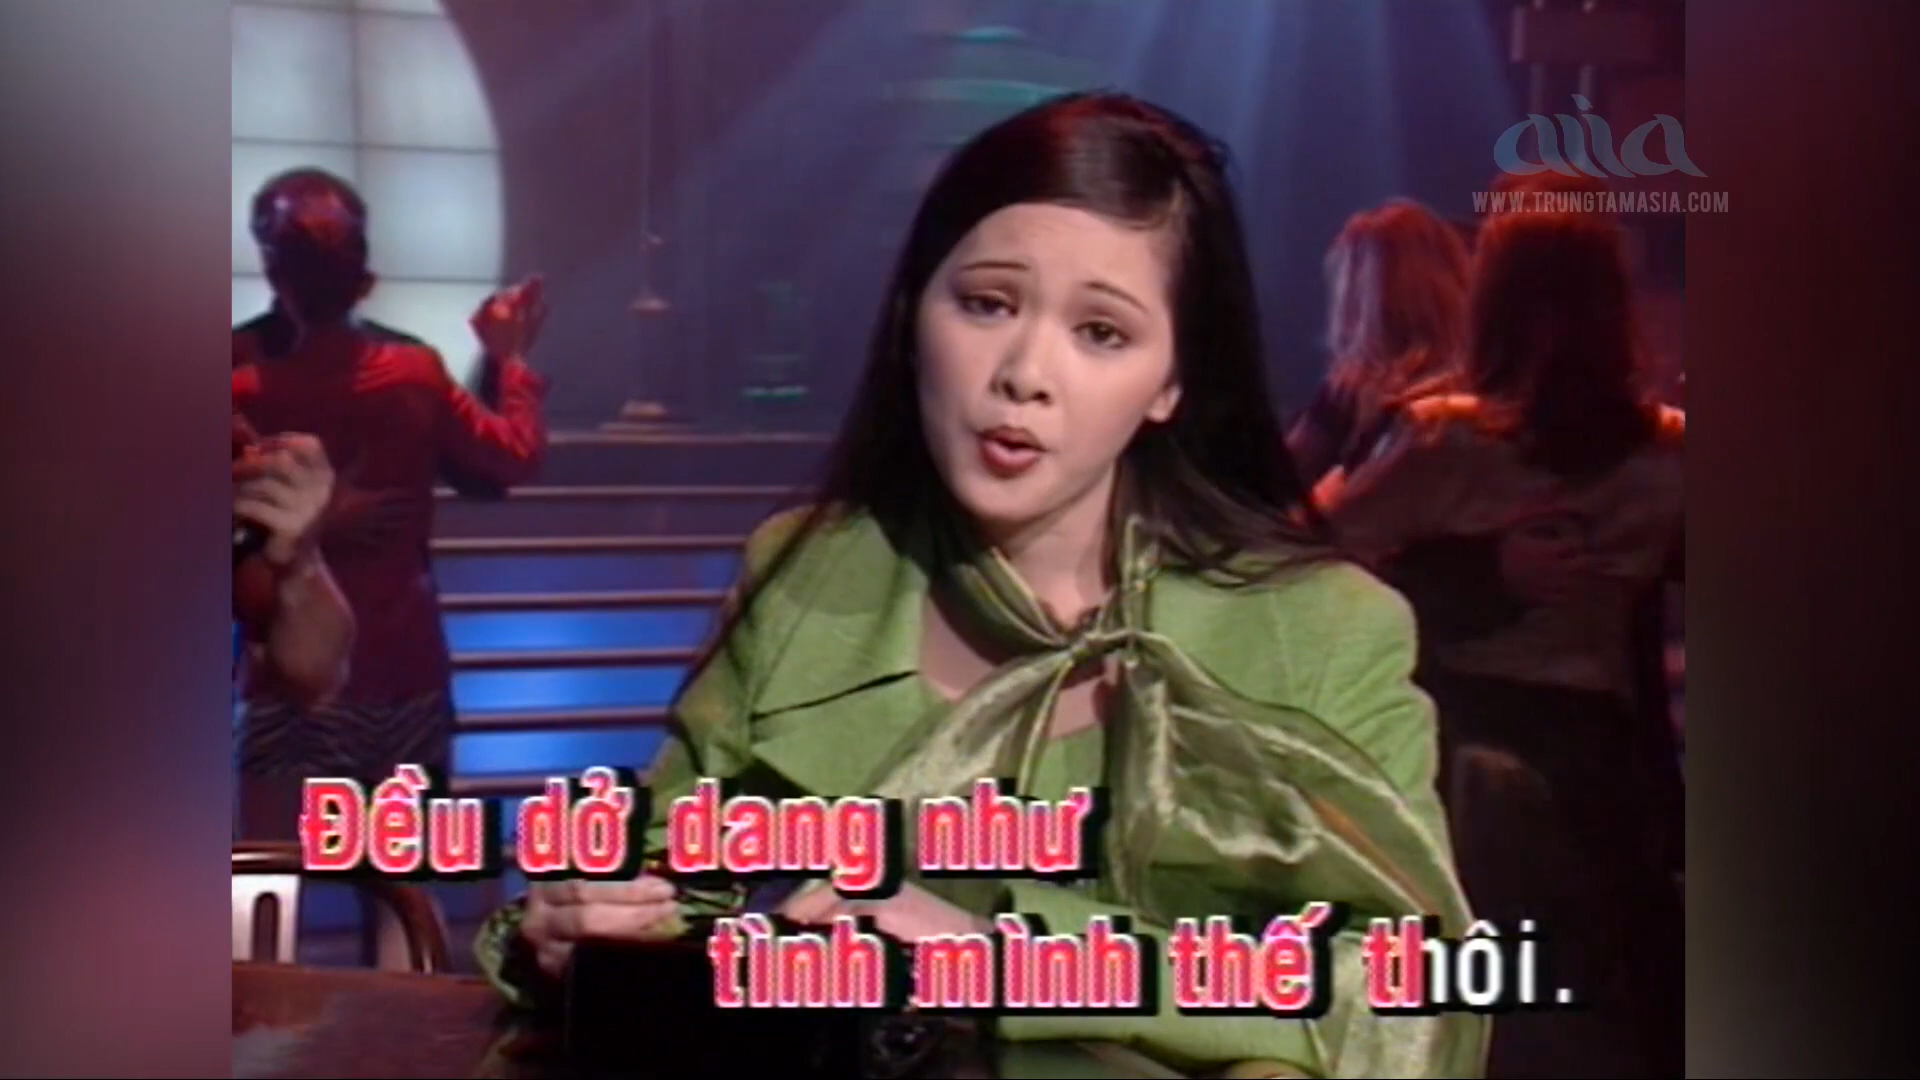 asia
WWW.TRUNGTAMASIA.COM
Đều dở dang như
tình mình thế thôi.